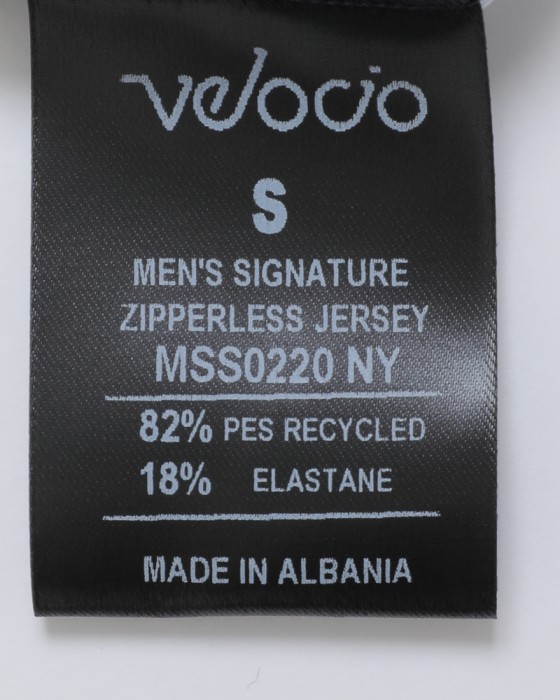 velocio
S
MEN'S SIGNATURE
ZIPPERLESS JERSEY
MSS0220 NY
82% PES RECYCLED
18% ELASTANE
MADE IN ALBANIA